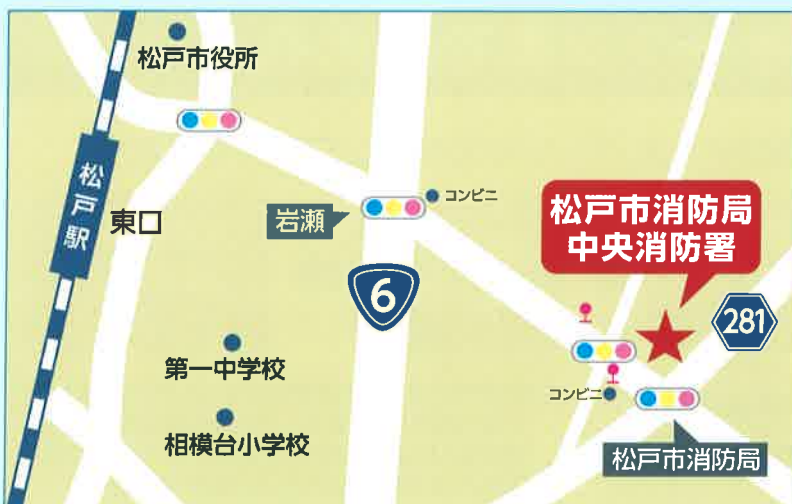 松戸市役所
松戸駅
東口
岩瀬
コンビニ
松戸市消防局
中央消防署
6
281
第一中学校
相模台小学校
コンビニ
松戸市消防局